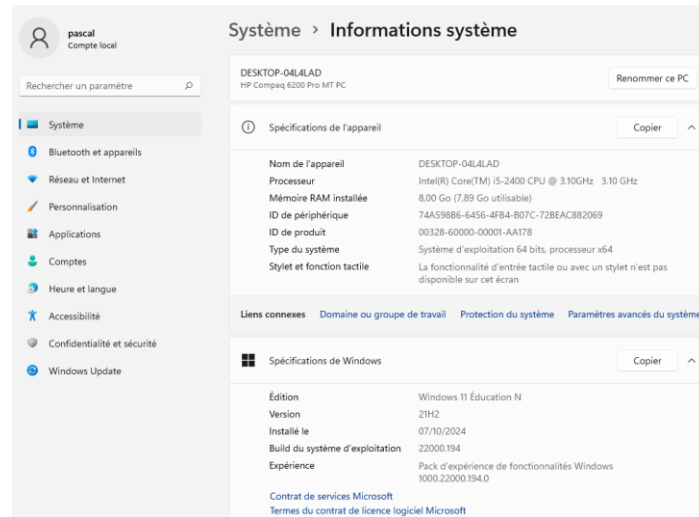 pascal
Compte local
Rechercher un paramètre
Système
Bluetooth et appareils
Réseau et Internet
Personnalisation
Applications
Comptes
Heure et langue
Accessibilité
Confidentialité et sécurité
Windows Update
Système > Informations système
DESKTOP-04L4LAD
HP Compaq 6200 Pro MT PC
Renommer ce PC
Spécifications de l'appareil
Copier
Nom de l'appareil DESKTOP-04L4LAD
Processeur Intel(R) Core(TM) i5-2400 CPU @ 3.10GHz 3.10 GHz
Mémoire RAM installée 8,00 Go (7,89 Go utilisable)
ID de périphérique 74A598B6-6456-4F84-B07C-72BEAC882069
ID de produit 00328-60000-00001-AA178
Type du système Système d'exploitation 64 bits, processeur x64
Stylet et fonction tactile La fonctionnalité d'entrée tactile ou avec un stylet n'est pas
disponible sur cet écran
Liens connexes Domaine ou groupe de travail Protection du système Paramètres avancés du système
Spécifications de Windows
Copier
Édition Windows 11 Éducation N
Version 21H2
Installé le 07/10/2024
Build du système d'exploitation 22000.194
Expérience Pack d'expérience de fonctionnalités Windows
1000.22000.194.0
Contrat de services Microsoft
Termes du contrat de licence logiciel Microsoft